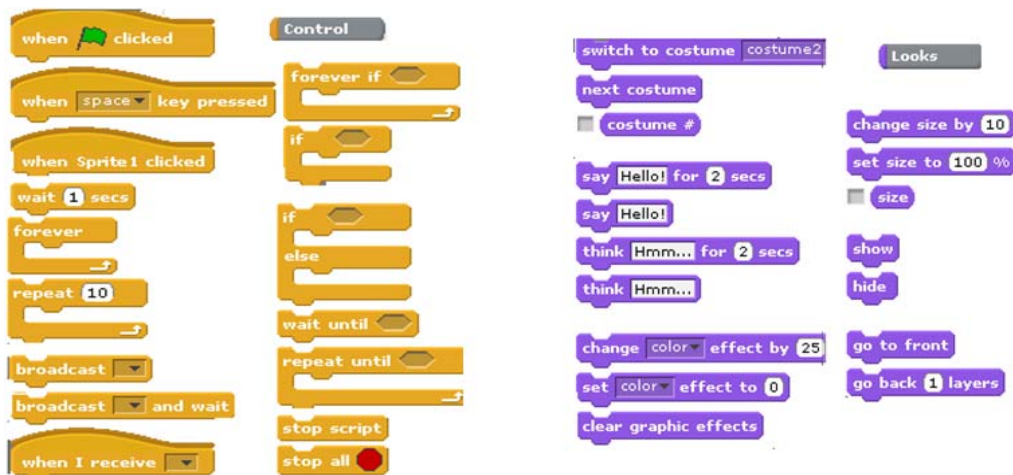 when clicked
when space key pressed
when Sprite1 clicked
wait 1 secs
forever
repeat 10
broadcast
broadcast and wait
when I receive
Control
forever if
if
if
else
wait until
repeat until
stop script
stop all
switch to costume costume2
next costume
costume #
say Hello! for 2 secs
say Hello!
think Hmm... for 2 secs
think Hmm...
change color effect by 25
set color effect to 0
clear graphic effects
Looks
change size by 10
set size to 100 %
size
show
hide
go to front
go back 1 layers